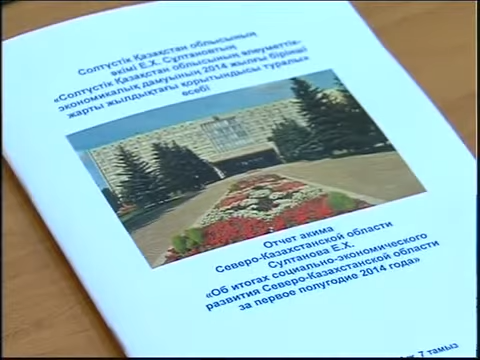 Солтүстік Қазақстан облысының
әкімі Е.Х. Сұлтановтың
«Солтүстік Қазақстан облысының әлеуметтік-
экономикалық дамуының 2014 жылғы бірінші
жарты жылдықтағы қорытындысы туралы»
есебі
Отчет акима
Северо-Казахстанской области
Султанова Е.Х.
«Об итогах социально-экономического
развития Северо-Казахстанской области
за первое полугодие 2014 года»
7 тамыз